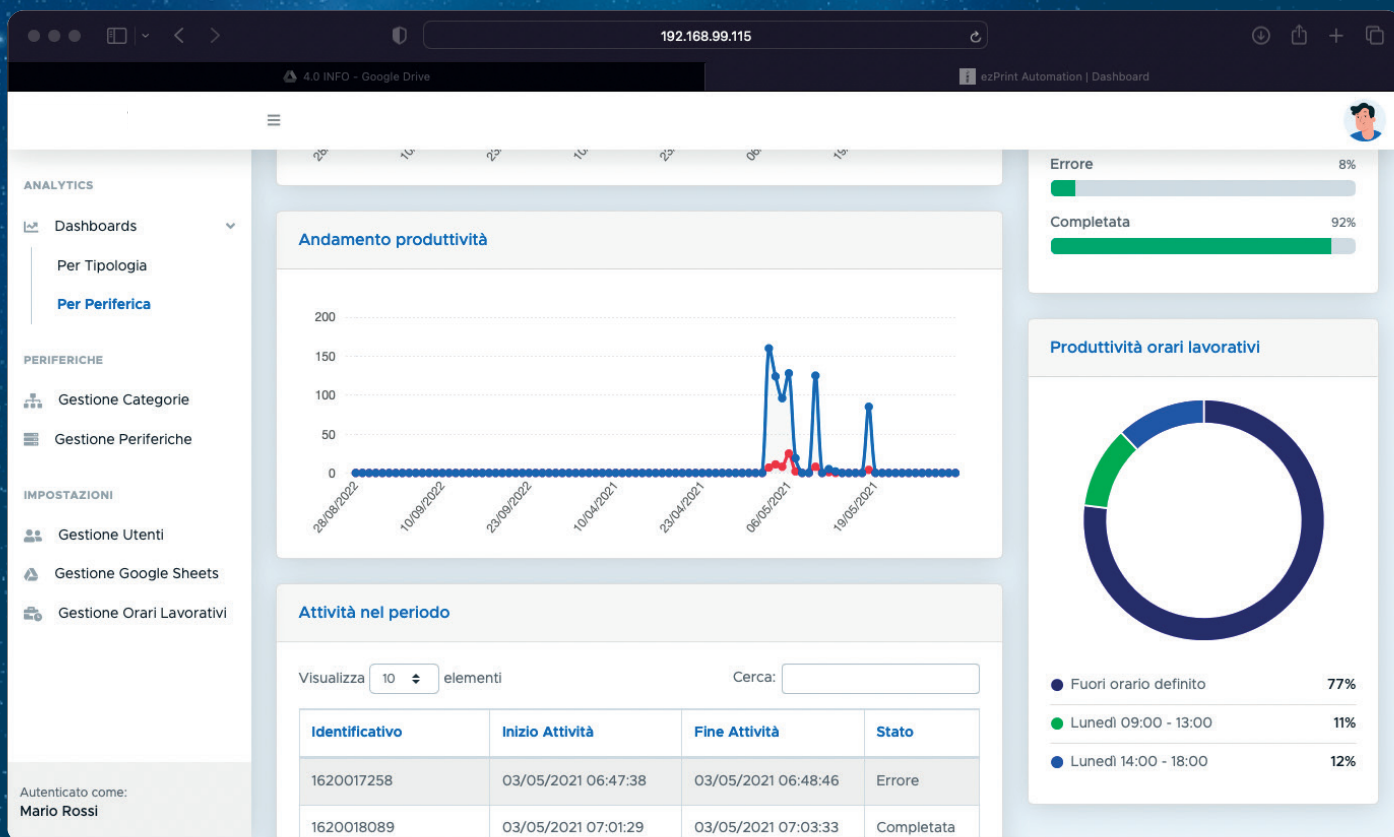 192.168.99.115
4.0 INFO - Google Drive
ezPrint Automation | Dashboard
ANALYTICS
Dashboards
Per Tipologia
Per Periferica
PERIFERICHE
Gestione Categorie
Gestione Periferiche
IMPOSTAZIONI
Gestione Utenti
Gestione Google Sheets
Gestione Orari Lavorativi
Autenticato come:
Mario Rossi
Andamento produttività
200
150
100
50
0
28/08/2022
10/09/2022
23/09/2022
10/04/2021
23/04/2021
06/05/2021
19/05/2021
Attività nel periodo
Visualizza 10 elementi
Cerca:
Identificativo Inizio Attività Fine Attività Stato
1620017258 03/05/2021 06:47:38 03/05/2021 06:48:46 Errore
1620018089 03/05/2021 07:01:29 03/05/2021 07:03:33 Completata
Errore 8%
Completata 92%
Produttività orari lavorativi
Fuori orario definito 77%
Lunedì 09:00 - 13:00 11%
Lunedì 14:00 - 18:00 12%